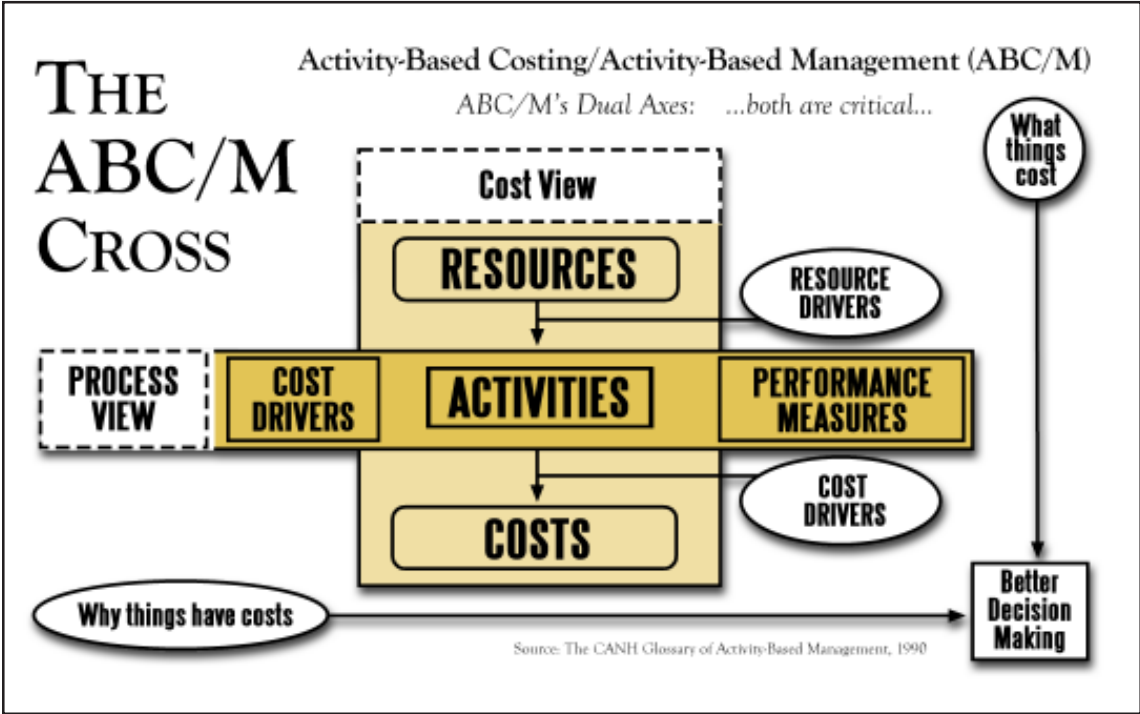 THE
ABC/M
CROSS
Activity-Based Costing/Activity-Based Management (ABC/M)
ABC/M's Dual Axes: ...both are critical...
What
things
cost
Cost View
RESOURCES
RESOURCE
DRIVERS
PROCESS
VIEW
COST
DRIVERS
ACTIVITIES
PERFORMANCE
MEASURES
COST
DRIVERS
COSTS
Why things have costs
Better
Decision
Making
Source: The CANH Glossary of Activity-Based Management, 1990